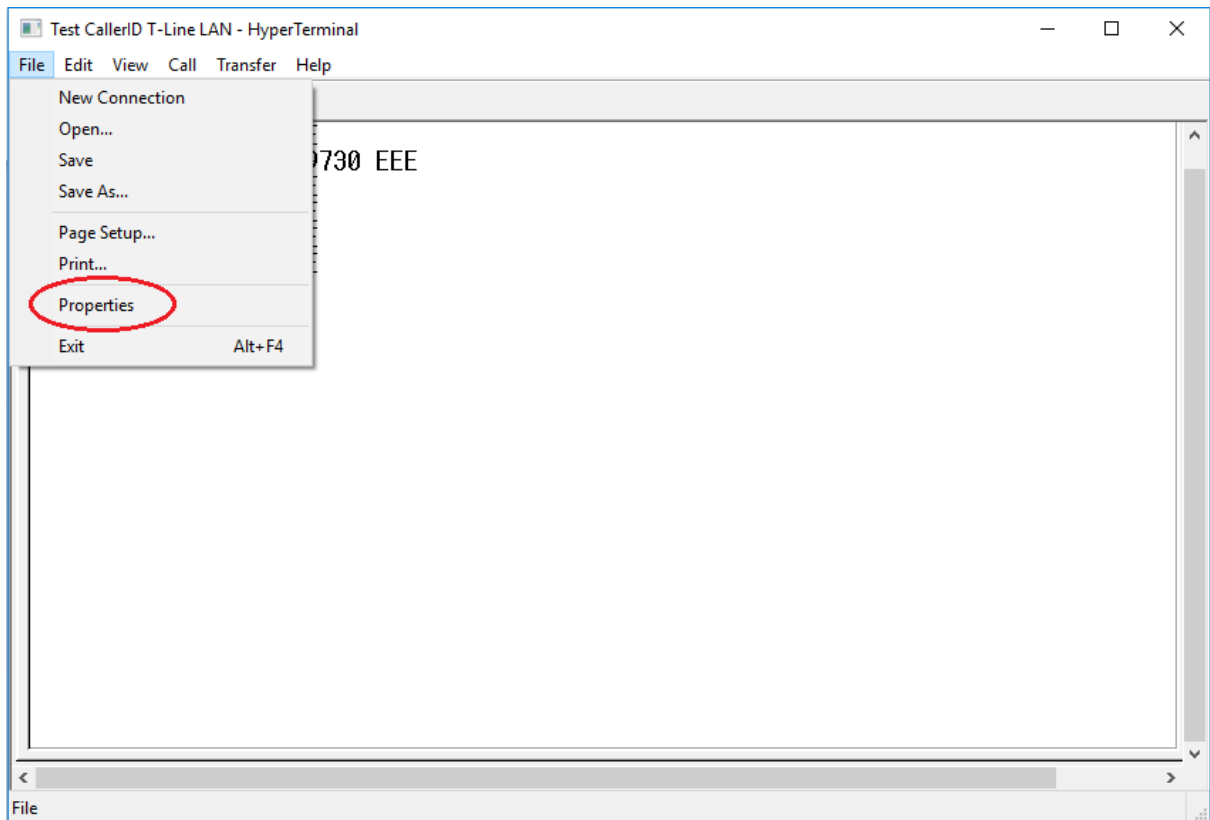 Test CallerID T-Line LAN - HyperTerminal
File Edit View Call Transfer Help
New Connection
Open...
Save
730 EEE
Save As...
Page Setup...
Print...
Properties
Exit Alt+F4
File